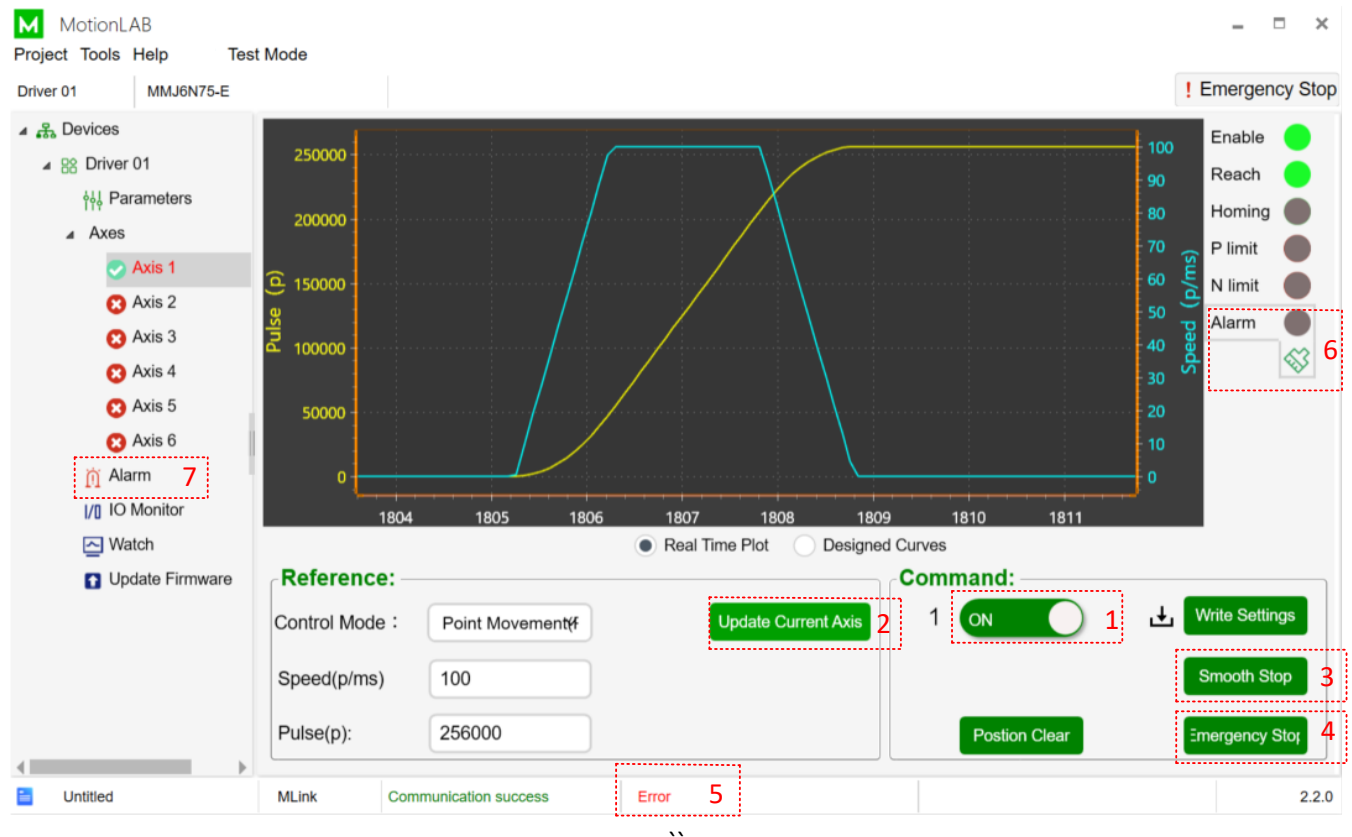 M MotionLAB
Project Tools Help Test Mode
Driver 01 MMJ6N75-E ! Emergency Stop
Devices
Driver 01
Parameters
Axes
Axis 1
Axis 2
Axis 3
Axis 4
Axis 5
Axis 6
Alarm 7
I/O IO Monitor
Watch
Update Firmware
Pulse (p)
250000
200000
150000
100000
50000
0
1804 1805 1806 1807 1808 1809 1810 1811
100
90
80
70
60
50
40
30
20
10
0
Speed (p/ms)
Enable
Reach
Homing
P limit
N limit
Alarm
6
Real Time Plot Designed Curves
Reference:
Control Mode : Point Movement(
Update Current Axis 2
Speed(p/ms) 100
Pulse(p): 256000
Command:
1 ON 1 Write Settings
Smooth Stop 3
Postion Clear Emergency Stop 4
Untitled MLink Communication success Error 5 2.2.0